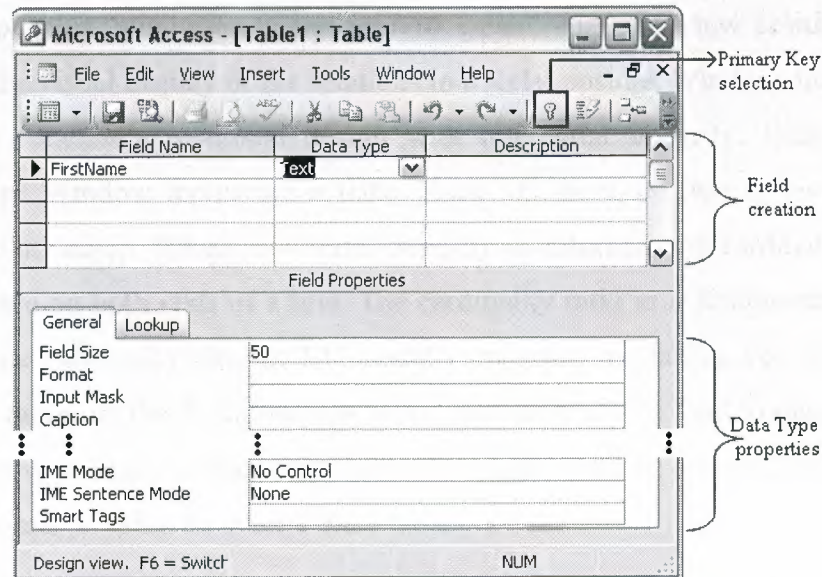 Microsoft Access - [Table1 : Table]
File Edit View Insert Tools Window Help
Primary Key
selection
Field Name Data Type Description
FirstName Text
Field
creation
Field Properties
General Lookup
Field Size 50
Format
Input Mask
Caption
Data Type
properties
IME Mode No Control
IME Sentence Mode None
Smart Tags
Design view. F6 = Switch NUM